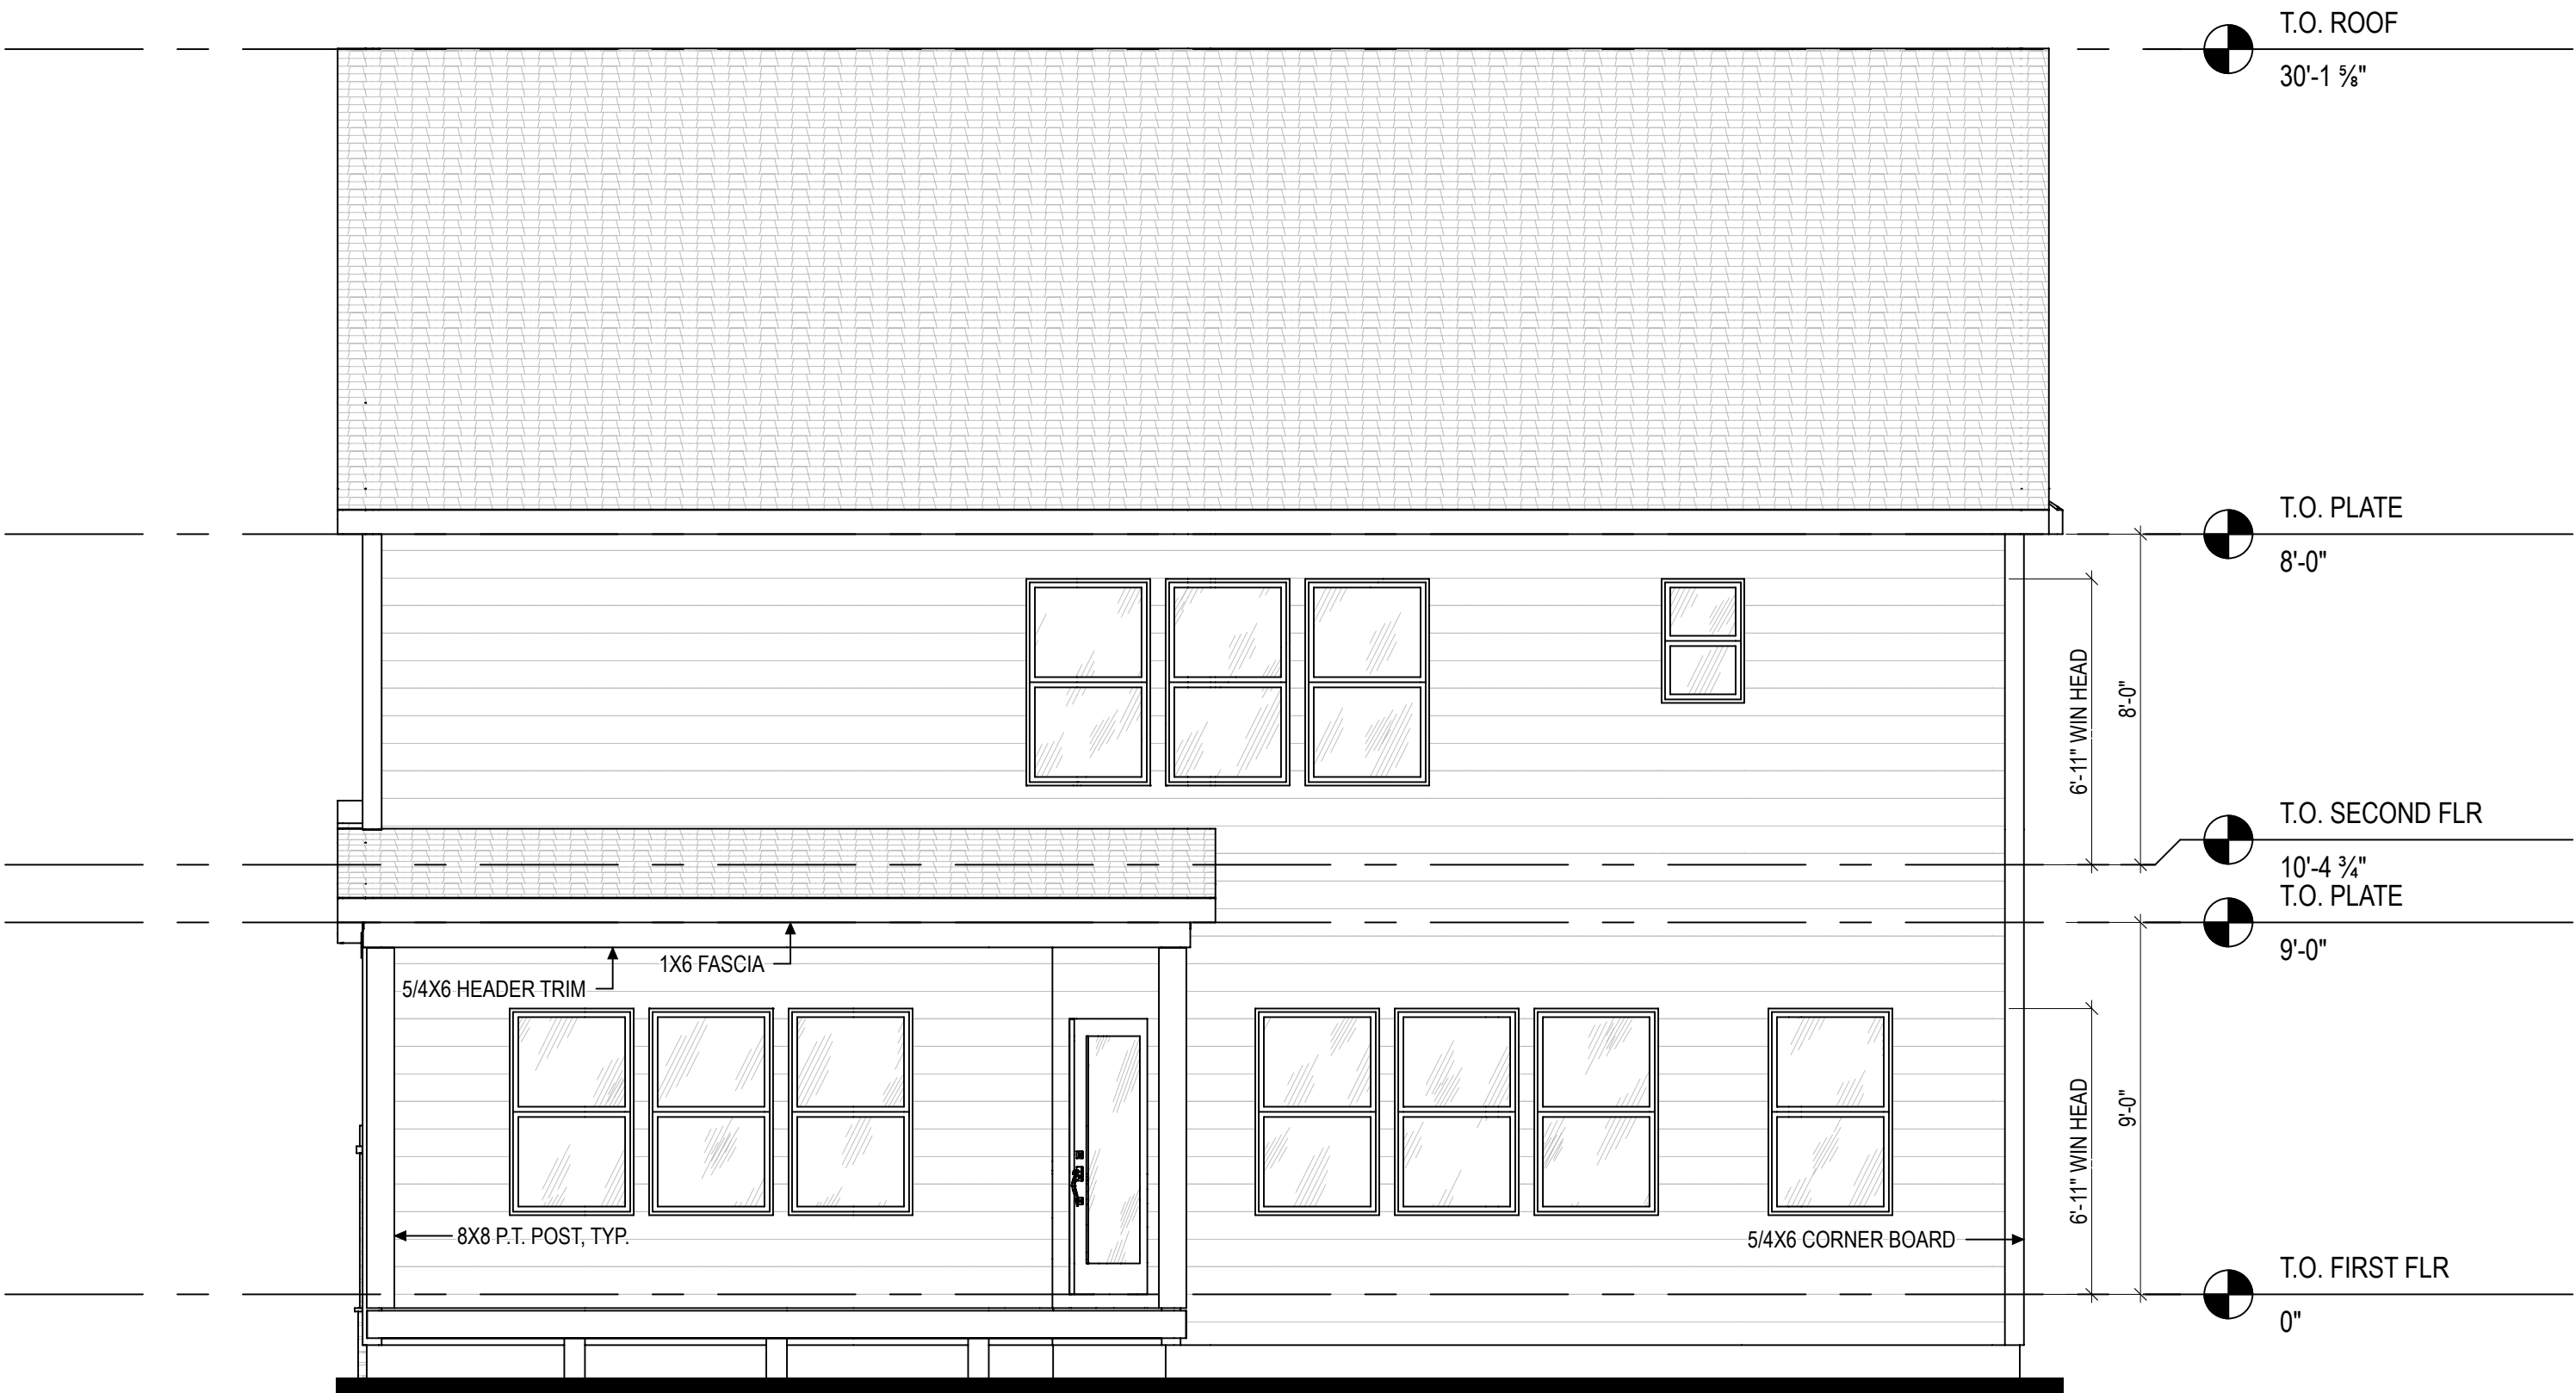 T.O. ROOF
30'-1 ⅝"
T.O. PLATE
8'-0"
6'-11" WIN HEAD
8'-0"
T.O. SECOND FLR
10'-4 ¾"
T.O. PLATE
9'-0"
1X6 FASCIA
5/4X6 HEADER TRIM
6'-11" WIN HEAD
9'-0"
8X8 P.T. POST, TYP.
5/4X6 CORNER BOARD
T.O. FIRST FLR
0"